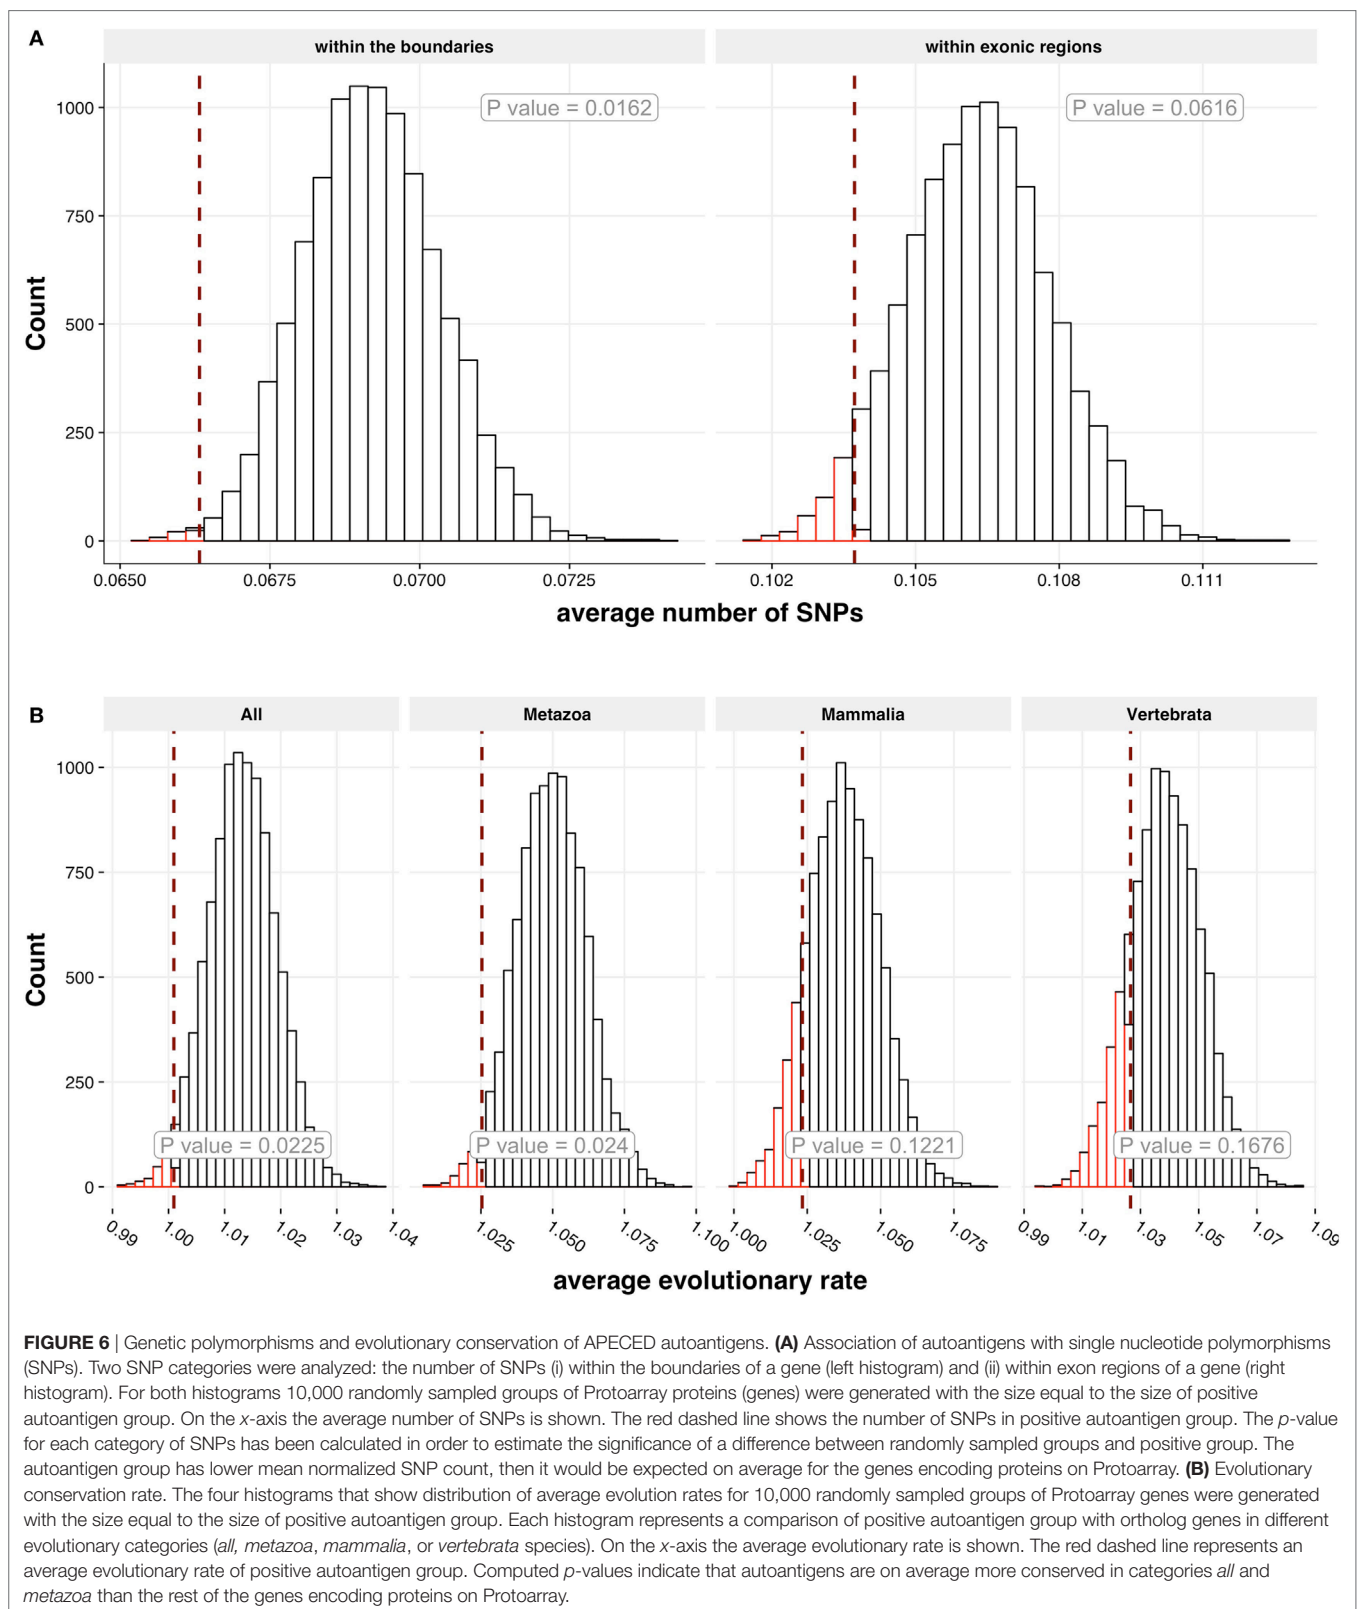 A
within the boundaries
within exonic regions
P value = 0.0162
P value = 0.0616
1000
750
500
250
0
Count
0.0650 0.0675 0.0700 0.0725
0.102 0.105 0.108 0.111
average number of SNPs
B
All
Metazoa
Mammalia
Vertebrata
1000
750
500
250
0
Count
P value = 0.0225
P value = 0.024
P value = 0.1221
P value = 0.1676
0.99 1.00 1.01 1.02 1.03 1.04
1.025 1.050 1.075 1.100
1.000 1.025 1.050 1.075
0.99 1.01 1.03 1.05 1.07 1.09
average evolutionary rate
FIGURE 6 | Genetic polymorphisms and evolutionary conservation of APECED autoantigens. (A) Association of autoantigens with single nucleotide polymorphisms
(SNPs). Two SNP categories were analyzed: the number of SNPs (i) within the boundaries of a gene (left histogram) and (ii) within exon regions of a gene (right
histogram). For both histograms 10,000 randomly sampled groups of Protoarray proteins (genes) were generated with the size equal to the size of positive
autoantigen group. On the x-axis the average number of SNPs is shown. The red dashed line shows the number of SNPs in positive autoantigen group. The p-value
for each category of SNPs has been calculated in order to estimate the significance of a difference between randomly sampled groups and positive group. The
autoantigen group has lower mean normalized SNP count, then it would be expected on average for the genes encoding proteins on Protoarray. (B) Evolutionary
conservation rate. The four histograms that show distribution of average evolution rates for 10,000 randomly sampled groups of Protoarray genes were generated
with the size equal to the size of positive autoantigen group. Each histogram represents a comparison of positive autoantigen group with ortholog genes in different
evolutionary categories (all, metazoa, mammalia, or vertebrata species). On the x-axis the average evolutionary rate is shown. The red dashed line represents an
average evolutionary rate of positive autoantigen group. Computed p-values indicate that autoantigens are on average more conserved in categories all and
metazoa than the rest of the genes encoding proteins on Protoarray.